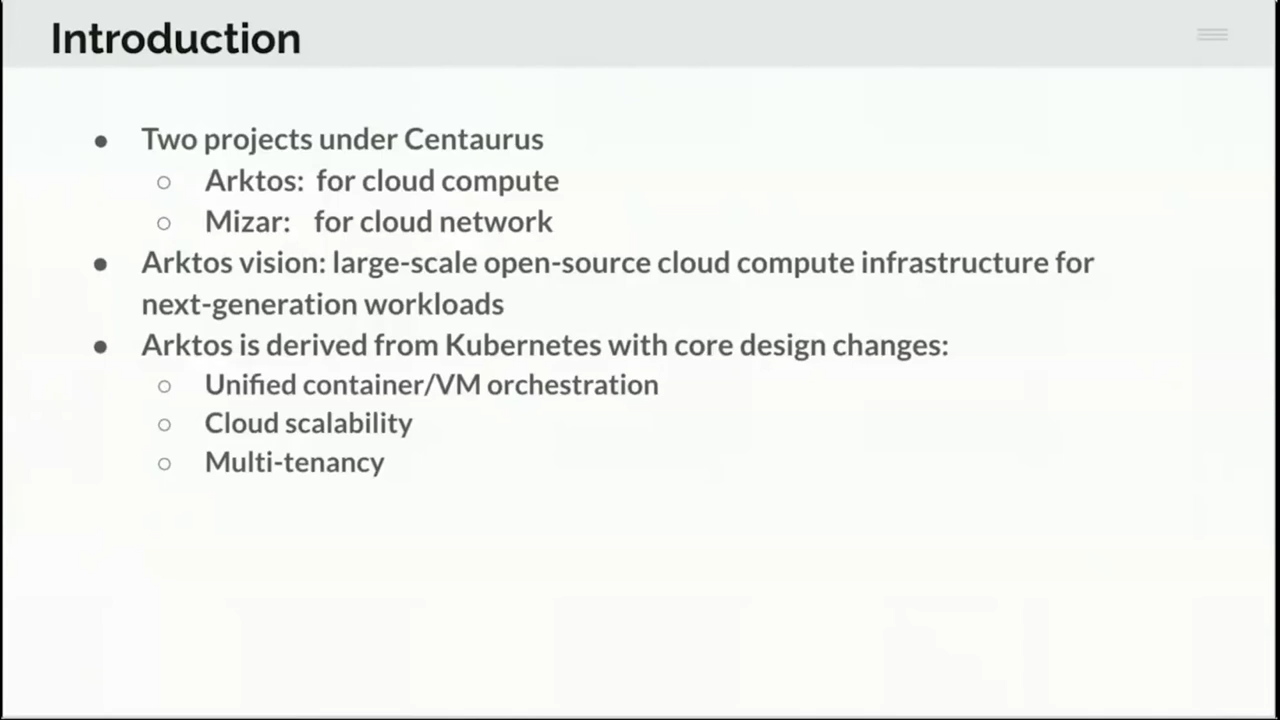 Introduction
● Two projects under Centaurus
○ Arktos: for cloud compute
○ Mizar: for cloud network
● Arktos vision: large-scale open-source cloud compute infrastructure for
next-generation workloads
● Arktos is derived from Kubernetes with core design changes:
○ Unified container/VM orchestration
○ Cloud scalability
○ Multi-tenancy